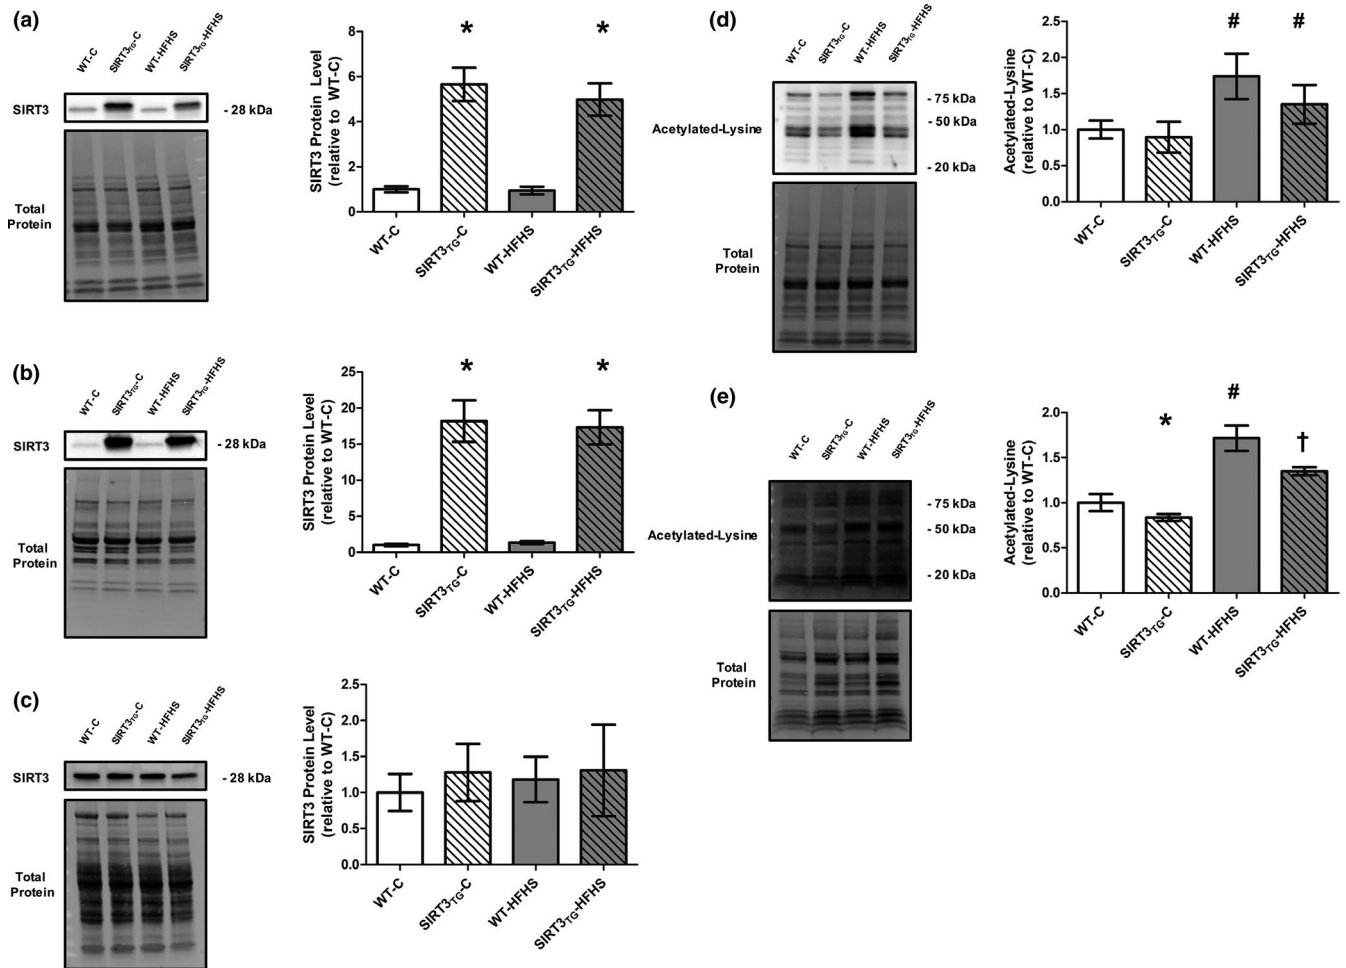 (a)
WT-C
SIRT3TG-C
WT-HFHS
SIRT3TG-HFHS
SIRT3
- 28 kDa
Total
Protein
SIRT3 Protein Level
(relative to WT-C)
8
6
4
2
0
*
*
WT-C
SIRT3TG-C
WT-HFHS
SIRT3TG-HFHS
(b)
WT-C
SIRT3TG-C
WT-HFHS
SIRT3TG-HFHS
SIRT3
- 28 kDa
Total
Protein
SIRT3 Protein Level
(relative to WT-C)
25
20
15
10
5
0
*
*
WT-C
SIRT3TG-C
WT-HFHS
SIRT3TG-HFHS
(c)
WT-C
SIRT3TG-C
WT-HFHS
SIRT3TG-HFHS
SIRT3
- 28 kDa
Total
Protein
SIRT3 Protein Level
(relative to WT-C)
2.5
2.0
1.5
1.0
0.5
0.0
WT-C
SIRT3TG-C
WT-HFHS
SIRT3TG-HFHS
(d)
WT-C
SIRT3TG-C
WT-HFHS
SIRT3TG-HFHS
Acetylated-Lysine
- 75 kDa
- 50 kDa
- 20 kDa
Total
Protein
Acetylated-Lysine
(relative to WT-C)
2.5
2.0
1.5
1.0
0.5
0.0
#
#
WT-C
SIRT3TG-C
WT-HFHS
SIRT3TG-HFHS
(e)
WT-C
SIRT3TG-C
WT-HFHS
SIRT3TG-HFHS
Acetylated-Lysine
- 75 kDa
- 50 kDa
- 20 kDa
Total
Protein
Acetylated-Lysine
(relative to WT-C)
2.0
1.5
1.0
0.5
0.0
*
#
†
WT-C
SIRT3TG-C
WT-HFHS
SIRT3TG-HFHS